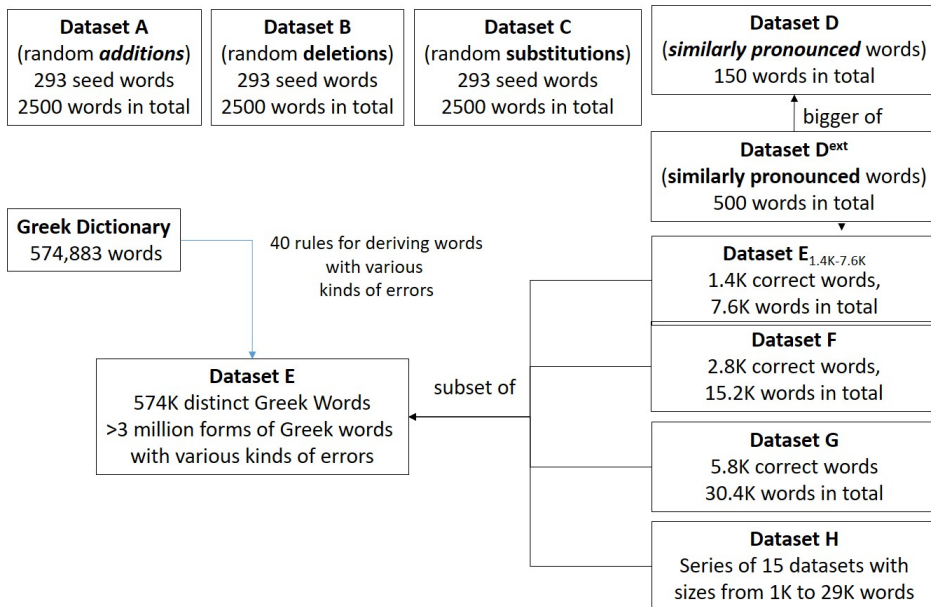 Dataset A
(random additions)
293 seed words
2500 words in total
Dataset B
(random deletions)
293 seed words
2500 words in total
Dataset C
(random substitutions)
293 seed words
2500 words in total
Dataset D
(similarly pronounced words)
150 words in total
bigger of
Dataset D^ext
(similarly pronounced words)
500 words in total
Greek Dictionary
574,883 words
40 rules for deriving words
with various
kinds of errors
Dataset E
574K distinct Greek Words
>3 million forms of Greek words
with various kinds of errors
subset of
Dataset E1.4K-7.6K
1.4K correct words,
7.6K words in total
Dataset F
2.8K correct words,
15.2K words in total
Dataset G
5.8K correct words
30.4K words in total
Dataset H
Series of 15 datasets with
sizes from 1K to 29K words